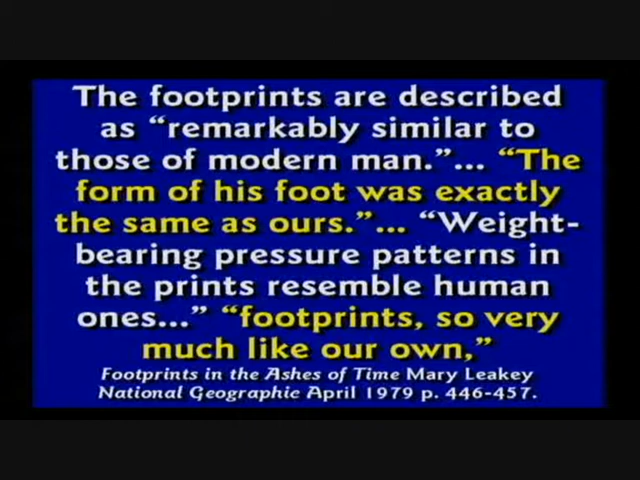 The footprints are described
as “remarkably similar to
those of modern man.”... “The
form of his foot was exactly
the same as ours.”... “Weight-
bearing pressure patterns in
the prints resemble human
ones...” “footprints, so very
much like our own,”
Footprints in the Ashes of Time Mary Leakey
National Geographic April 1979 p. 446-457.